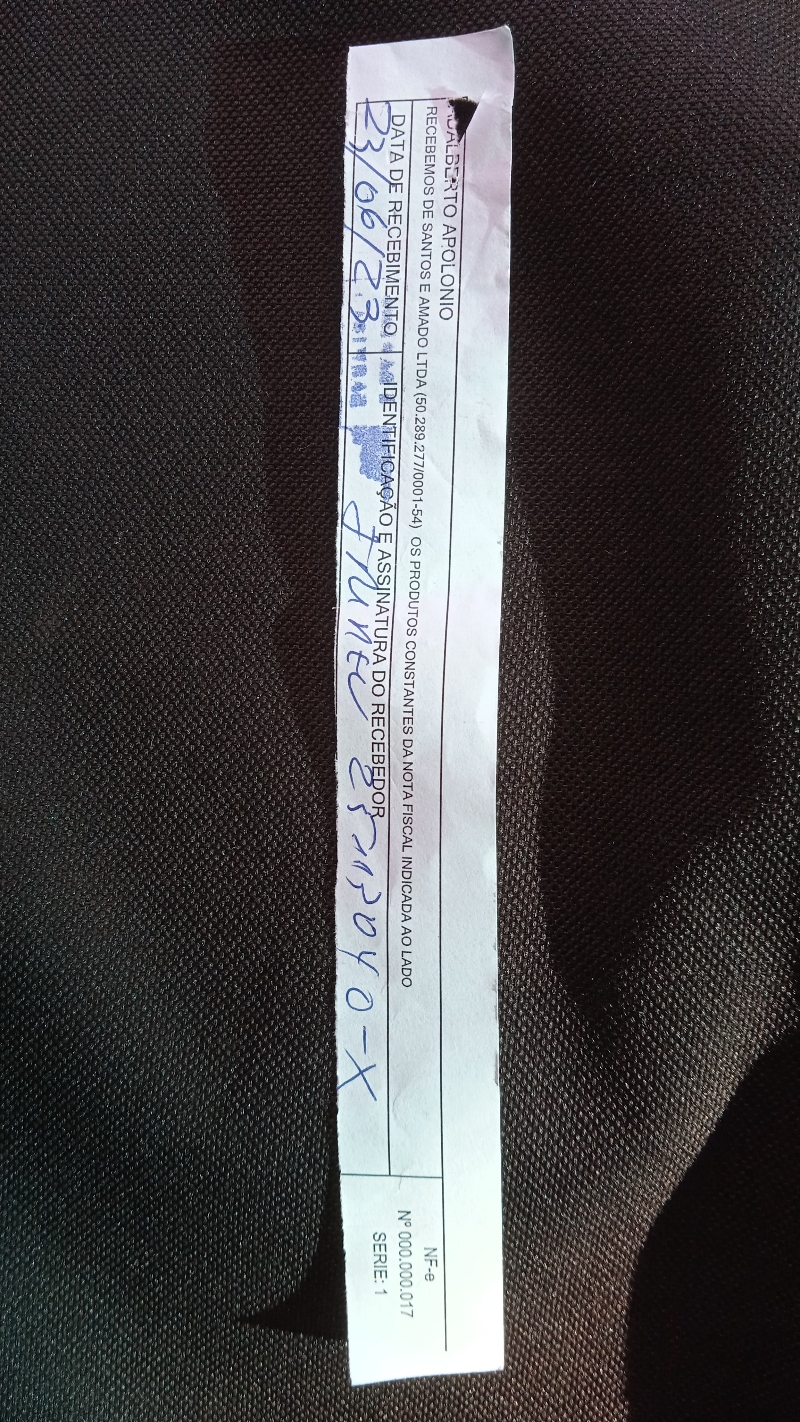 ADALBERTO APOLONIO
RECEBEMOS DE SANTOS E AMADO LTDA (50.289.277/0001-54) OS PRODUTOS CONSTANTES DA NOTA FISCAL INDICADA AO LADO
DATA DE RECEBIMENTO
IDENTIFICAÇÃO E ASSINATURA DO RECEBEDOR
23/06/23
NF-e
Nº 000.000.017
SERIE: 1